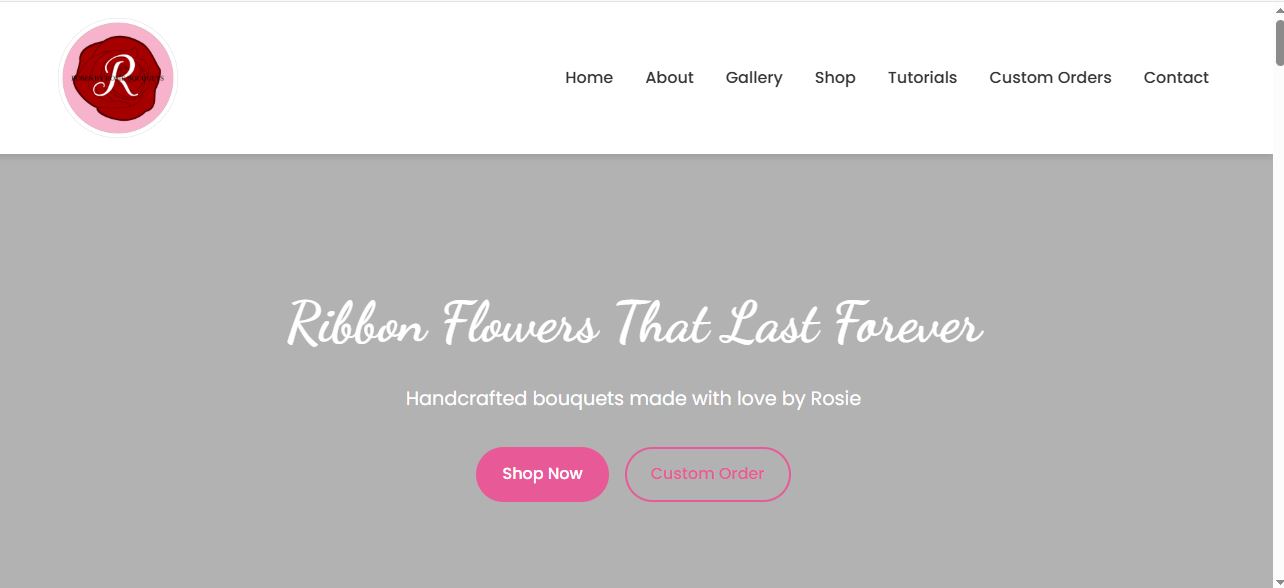 R
Home
About
Gallery
Shop
Tutorials
Custom Orders
Contact
Ribbon Flowers That Last Forever
Handcrafted bouquets made with love by Rosie
Shop Now
Custom Order